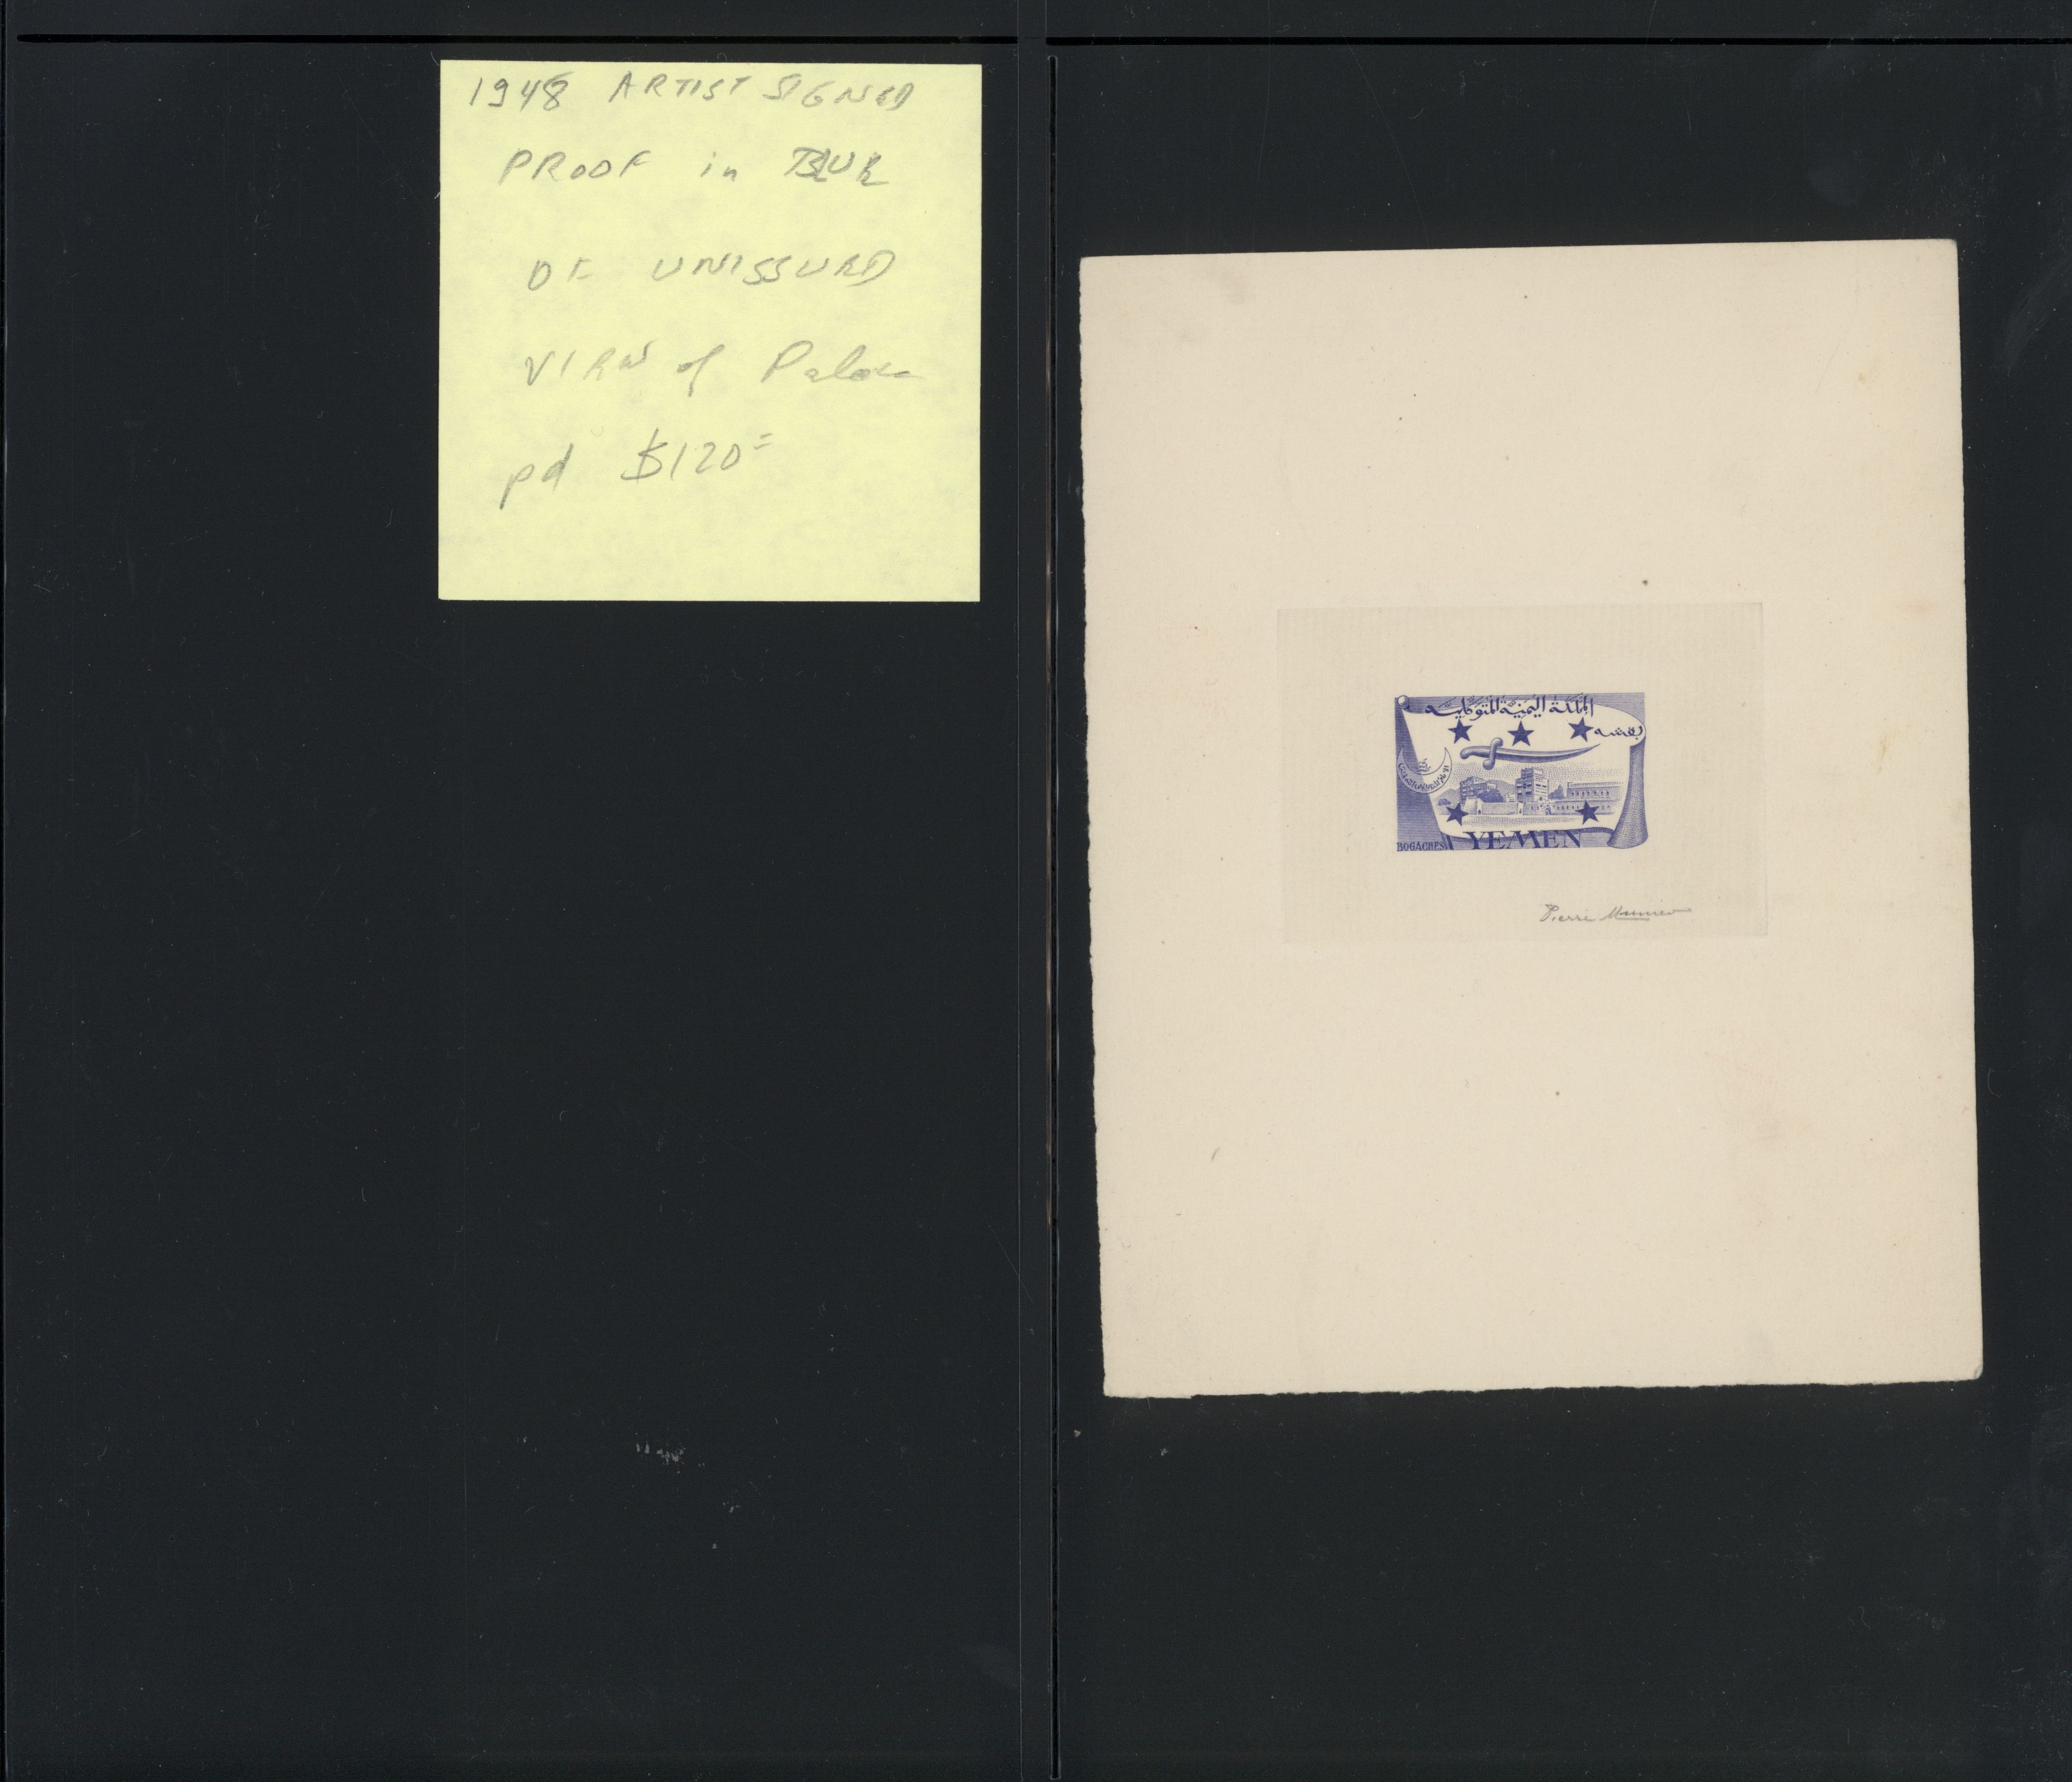 1948 ARTIST SIGNED
PROOF in BLUE
OF UNISSUED
VIEW of Palace
pd $120=
المملكة اليمنية المتوكلية
بقشه
BOGACHES
YEMEN
Pierre Munier